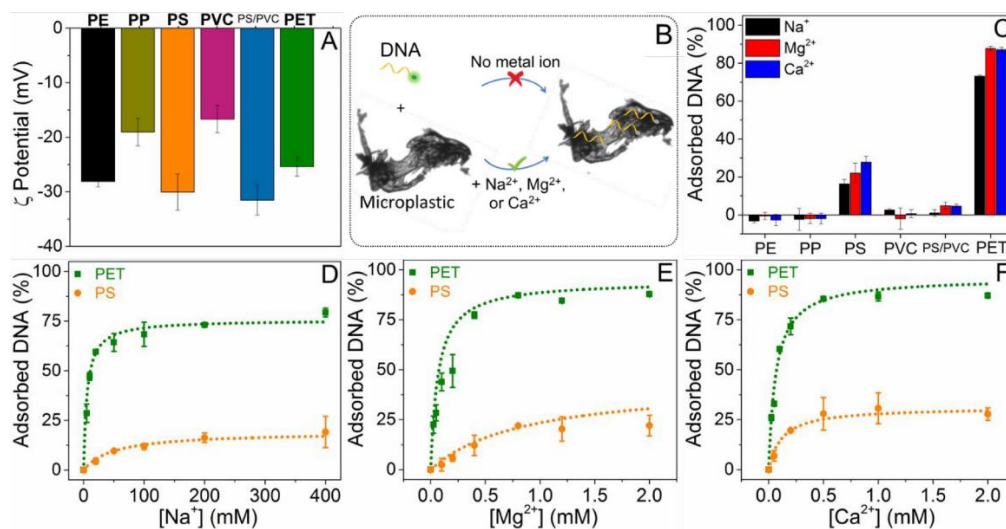 PE PP PS PVC PS/PVC PET
A
ζ Potential (mV)
0
-10
-20
-30
-40
B
DNA
+
Microplastic
No metal ion
+ Na²⁺, Mg²⁺,
or Ca²⁺
C
Na⁺
Mg²⁺
Ca²⁺
Adsorbed DNA (%)
80
60
40
20
0
PE PP PS PVC PS/PVC PET
D
PET
PS
Adsorbed DNA (%)
75
50
25
0
0 100 200 300 400
[Na⁺] (mM)
E
PET
PS
Adsorbed DNA (%)
100
75
50
25
0
0.0 0.5 1.0 1.5 2.0
[Mg²⁺] (mM)
F
PET
PS
Adsorbed DNA (%)
100
75
50
25
0
0.0 0.5 1.0 1.5 2.0
[Ca²⁺] (mM)